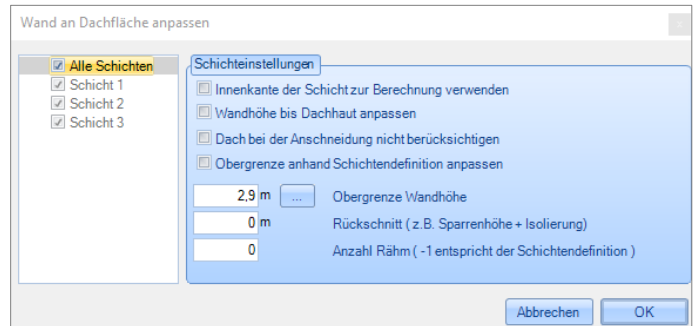 Wand an Dachfläche anpassen
x
Alle Schichten
Schicht 1
Schicht 2
Schicht 3
Schichteinstellungen
Innenkante der Schicht zur Berechnung verwenden
Wandhöhe bis Dachhaut anpassen
Dach bei der Anschneidung nicht berücksichtigen
Obergrenze anhand Schichtendefinition anpassen
2,9 m ... Obergrenze Wandhöhe
0 m Rückschnitt ( z.B. Sparrenhöhe + Isolierung)
0 Anzahl Rähm ( -1 entspricht der Schichtendefinition )
Abbrechen OK